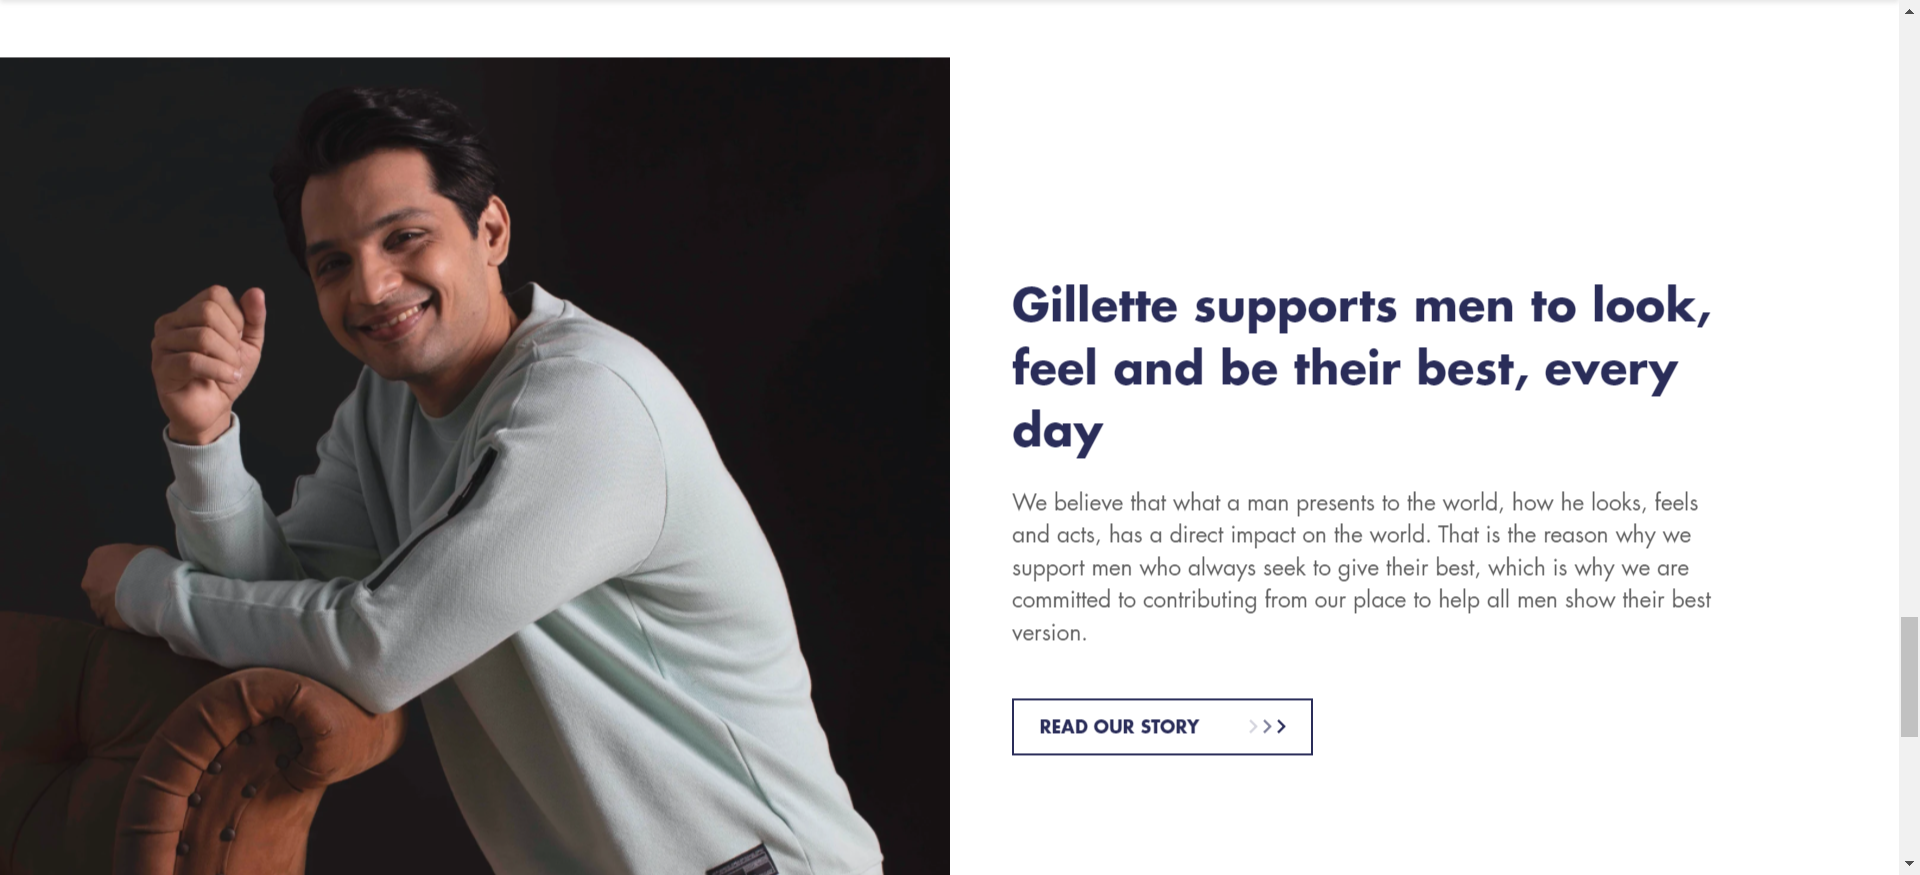 Gillette supports men to look,
feel and be their best, every
day
We believe that what a man presents to the world, how he looks, feels
and acts, has a direct impact on the world. That is the reason why we
support men who always seek to give their best, which is why we are
committed to contributing from our place to help all men show their best
version.
READ OUR STORY